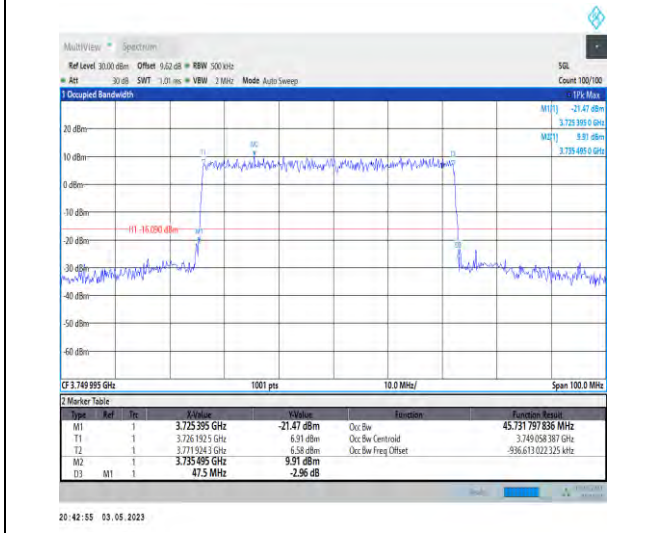 MultiView Spectrum
Ref Level 30.00 dBm Offset 9.62 dB RBW 500 kHz SGL
Att 30 dB SWT 1.01 ms VBW 2 MHz Mode Auto Sweep Count 100/100
1 Occupied Bandwidth 1Pk Max
M1[1] -21.47 dBm
3.725 395 0 GHz
M2[1] 9.91 dBm
3.735 495 0 GHz
20 dBm
M2
T1 T2
10 dBm
0 dBm
-10 dBm
H1 -16.090 dBm M1
-20 dBm
D3
-30 dBm
-40 dBm
-50 dBm
-60 dBm
CF 3.749 995 GHz 1001 pts 10.0 MHz/ Span 100.0 MHz
2 Marker Table
Type Ref Trc X-Value Y-Value Function Function Result
M1 1 3.725 395 GHz -21.47 dBm Occ Bw 45.731 797 836 MHz
T1 1 3.726 192 5 GHz 6.91 dBm Occ Bw Centroid 3.749 058 387 GHz
T2 1 3.771 924 3 GHz 6.58 dBm Occ Bw Freq Offset -936.613 022 325 kHz
M2 1 3.735 495 GHz 9.91 dBm
D3 M1 1 47.5 MHz -2.96 dB
20:42:55 03.05.2023